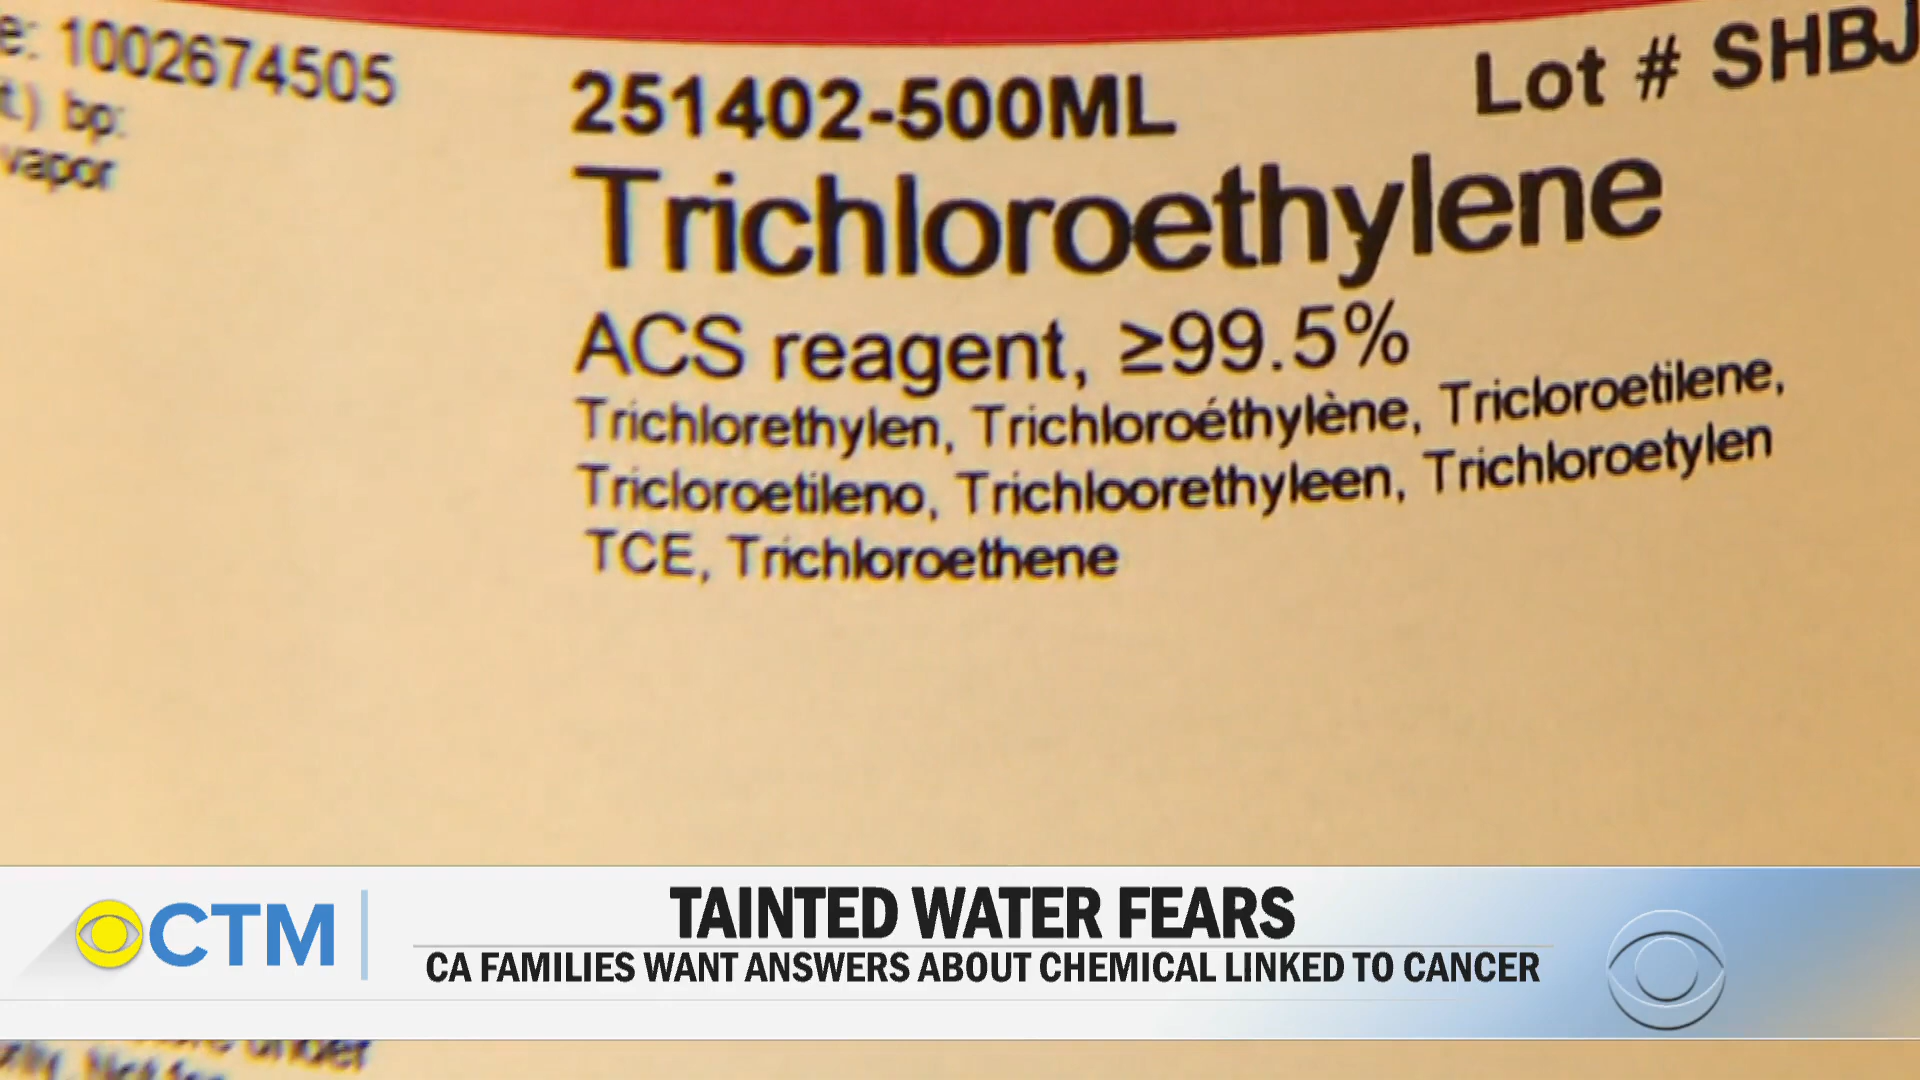 e: 1002674505
t.) bp:
vapor
251402-500ML
Lot # SHBJ
Trichloroethylene
ACS reagent, ≥99.5%
Trichlorethylen, Trichloroéthylène, Tricloroetilene,
Tricloroetileno, Trichloorethyleen, Trichloroetylen
TCE, Trichloroethene
CTM
TAINTED WATER FEARS
CA FAMILIES WANT ANSWERS ABOUT CHEMICAL LINKED TO CANCER
under